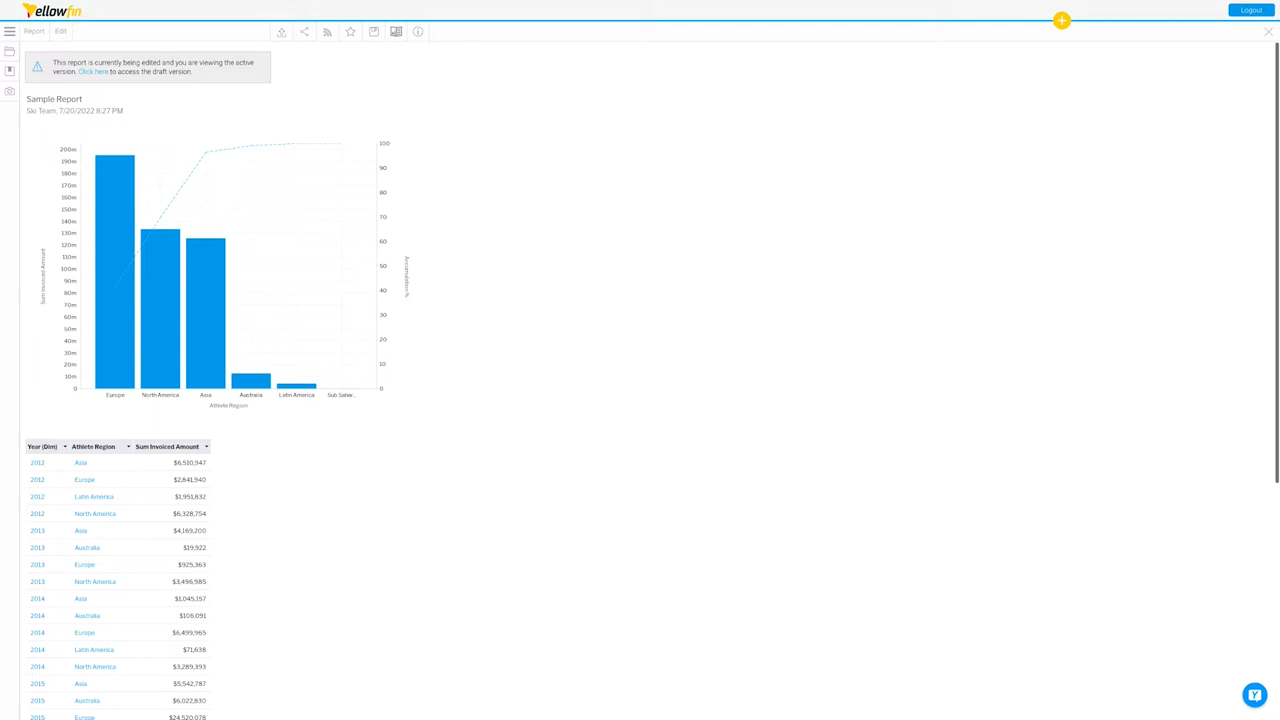 Yellowfin
Logout
Report Edit
This report is currently being edited and you are viewing the active
version. Click here to access the draft version.
Sample Report
Ski Team, 7/20/2022 8:27 PM
200m
190m
180m
170m
160m
150m
140m
130m
120m
110m
100m
90m
80m
70m
60m
50m
40m
30m
20m
10m
0
Sum Invoiced Amount
100
90
80
70
60
50
40
30
20
10
0
Accumulation %
Europe North America Asia Australia Latin America Sub Sahar...
Athlete Region
Year (Dim) Athlete Region Sum Invoiced Amount
2012 Asia $6,510,947
2012 Europe $2,841,940
2012 Latin America $1,951,832
2012 North America $6,328,754
2013 Asia $4,169,200
2013 Australia $19,922
2013 Europe $925,363
2013 North America $3,496,985
2014 Asia $1,045,157
2014 Australia $106,091
2014 Europe $6,499,965
2014 Latin America $71,638
2014 North America $3,289,393
2015 Asia $5,542,787
2015 Australia $6,022,830
2015 Europe $24,520,078